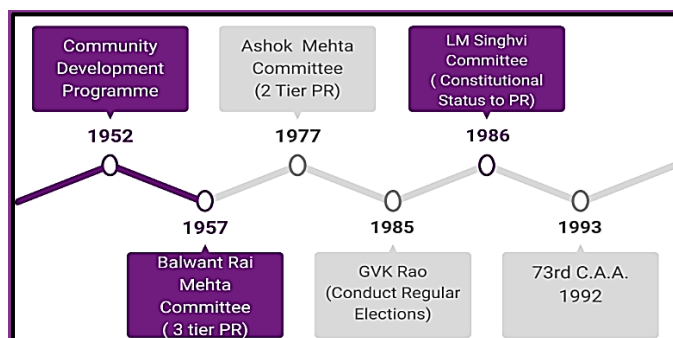 Community
Development
Programme
1952
Ashok Mehta
Committee
(2 Tier PR)
1977
LM Singhvi
Committee
( Constitutional
Status to PR)
1986
1957
Balwant Rai
Mehta
Committee
( 3 tier PR)
1985
GVK Rao
(Conduct Regular
Elections)
1993
73rd C.A.A.
1992